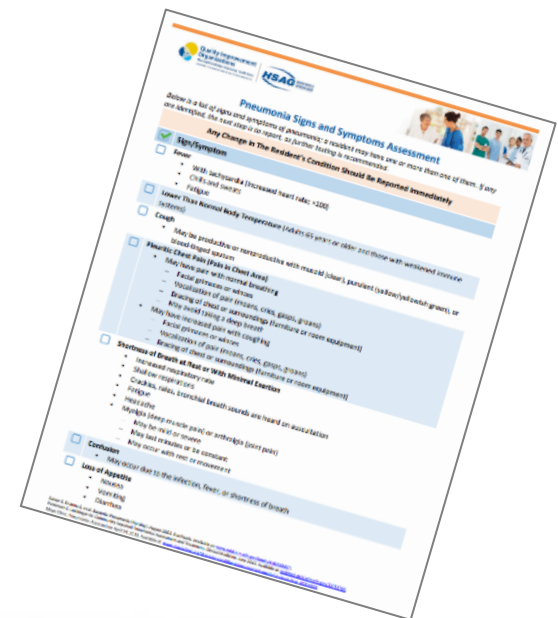 Quality Improvement
Organizations
HSAG
Pneumonia Signs and Symptoms Assessment
Below is a list of signs and symptoms of pneumonia; a resident may have one or more than one of them. If any
are identified, the next step is to report, so further testing is recommended.
Any Change in The Resident's Condition Should Be Reported Immediately
Sign/Symptom
Fever
With tachycardia (increased heart rate; >100)
Chills and sweats
Fatigue
Lower Than Normal Body Temperature (Adults 65 years or older and those with weakened immune
systems)
Cough
May be productive or nonproductive with mucoid (clear), purulent (yellow/yellowish green), or
blood-tinged sputum
Pleuritic Chest Pain (Pain in Chest Area)
May have pain with normal breathing
– Facial grimaces or winces
– Vocalization of pain (moans, cries, gasps, groans)
– Bracing of chest or surroundings (furniture or room equipment)
– May avoid taking a deep breath
May have increased pain with coughing
– Facial grimaces or winces
– Vocalization of pain (moans, cries, gasps, groans)
– Bracing of chest or surroundings (furniture or room equipment)
Shortness of Breath at Rest or With Minimal Exertion
Increased respiratory rate
Shallow respirations
Crackles, rales, bronchial breath sounds are heard on auscultation
Fatigue
Headache
Myalgia (deep muscle pain) or arthralgia (joint pain)
– May be mild or severe
– May last minutes or be constant
– May occur with rest or movement
Confusion
May occur due to the infection, fever, or shortness of breath
Loss of Appetite
Nausea
Vomiting
Diarrhea